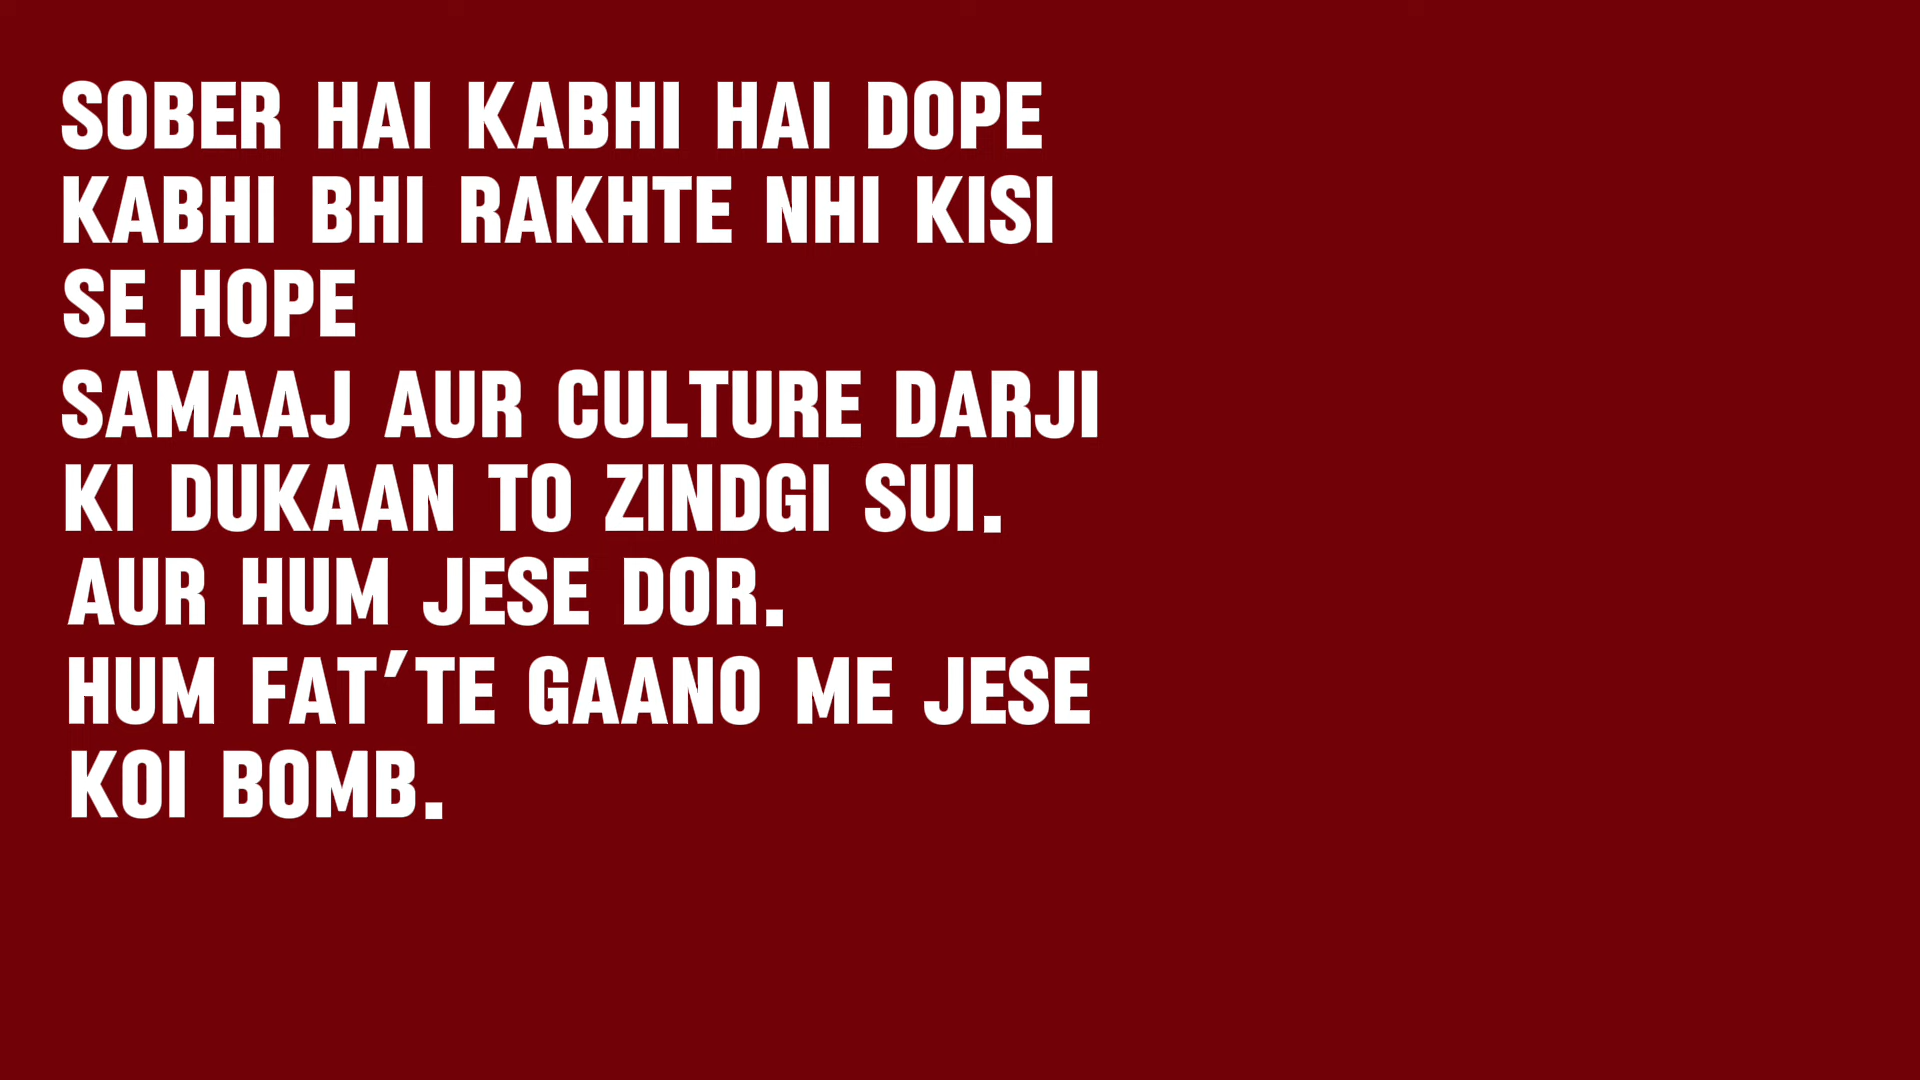 SOBER HAI KABHI HAI DOPE
KABHI BHI RAKHTE NHI KISI
SE HOPE
SAMAAJ AUR CULTURE DARJI
KI DUKAAN TO ZINDGI SUI.
AUR HUM JESE DOR.
HUM FAT'TE GAANO ME JESE
KOI BOMB.